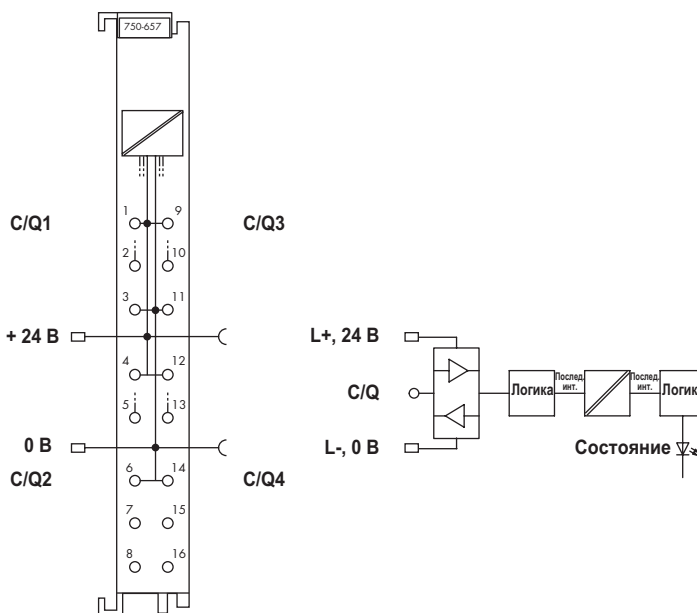 750-657
1 9
C/Q1 C/Q3
2 10
3 11
+ 24 В
4 12
5 13
0 В
C/Q2 C/Q4
6 14
7 15
8 16
L+, 24 В
C/Q
Логика
Послед.
инт.
Послед.
инт.
Логик
L-, 0 В
Состояние